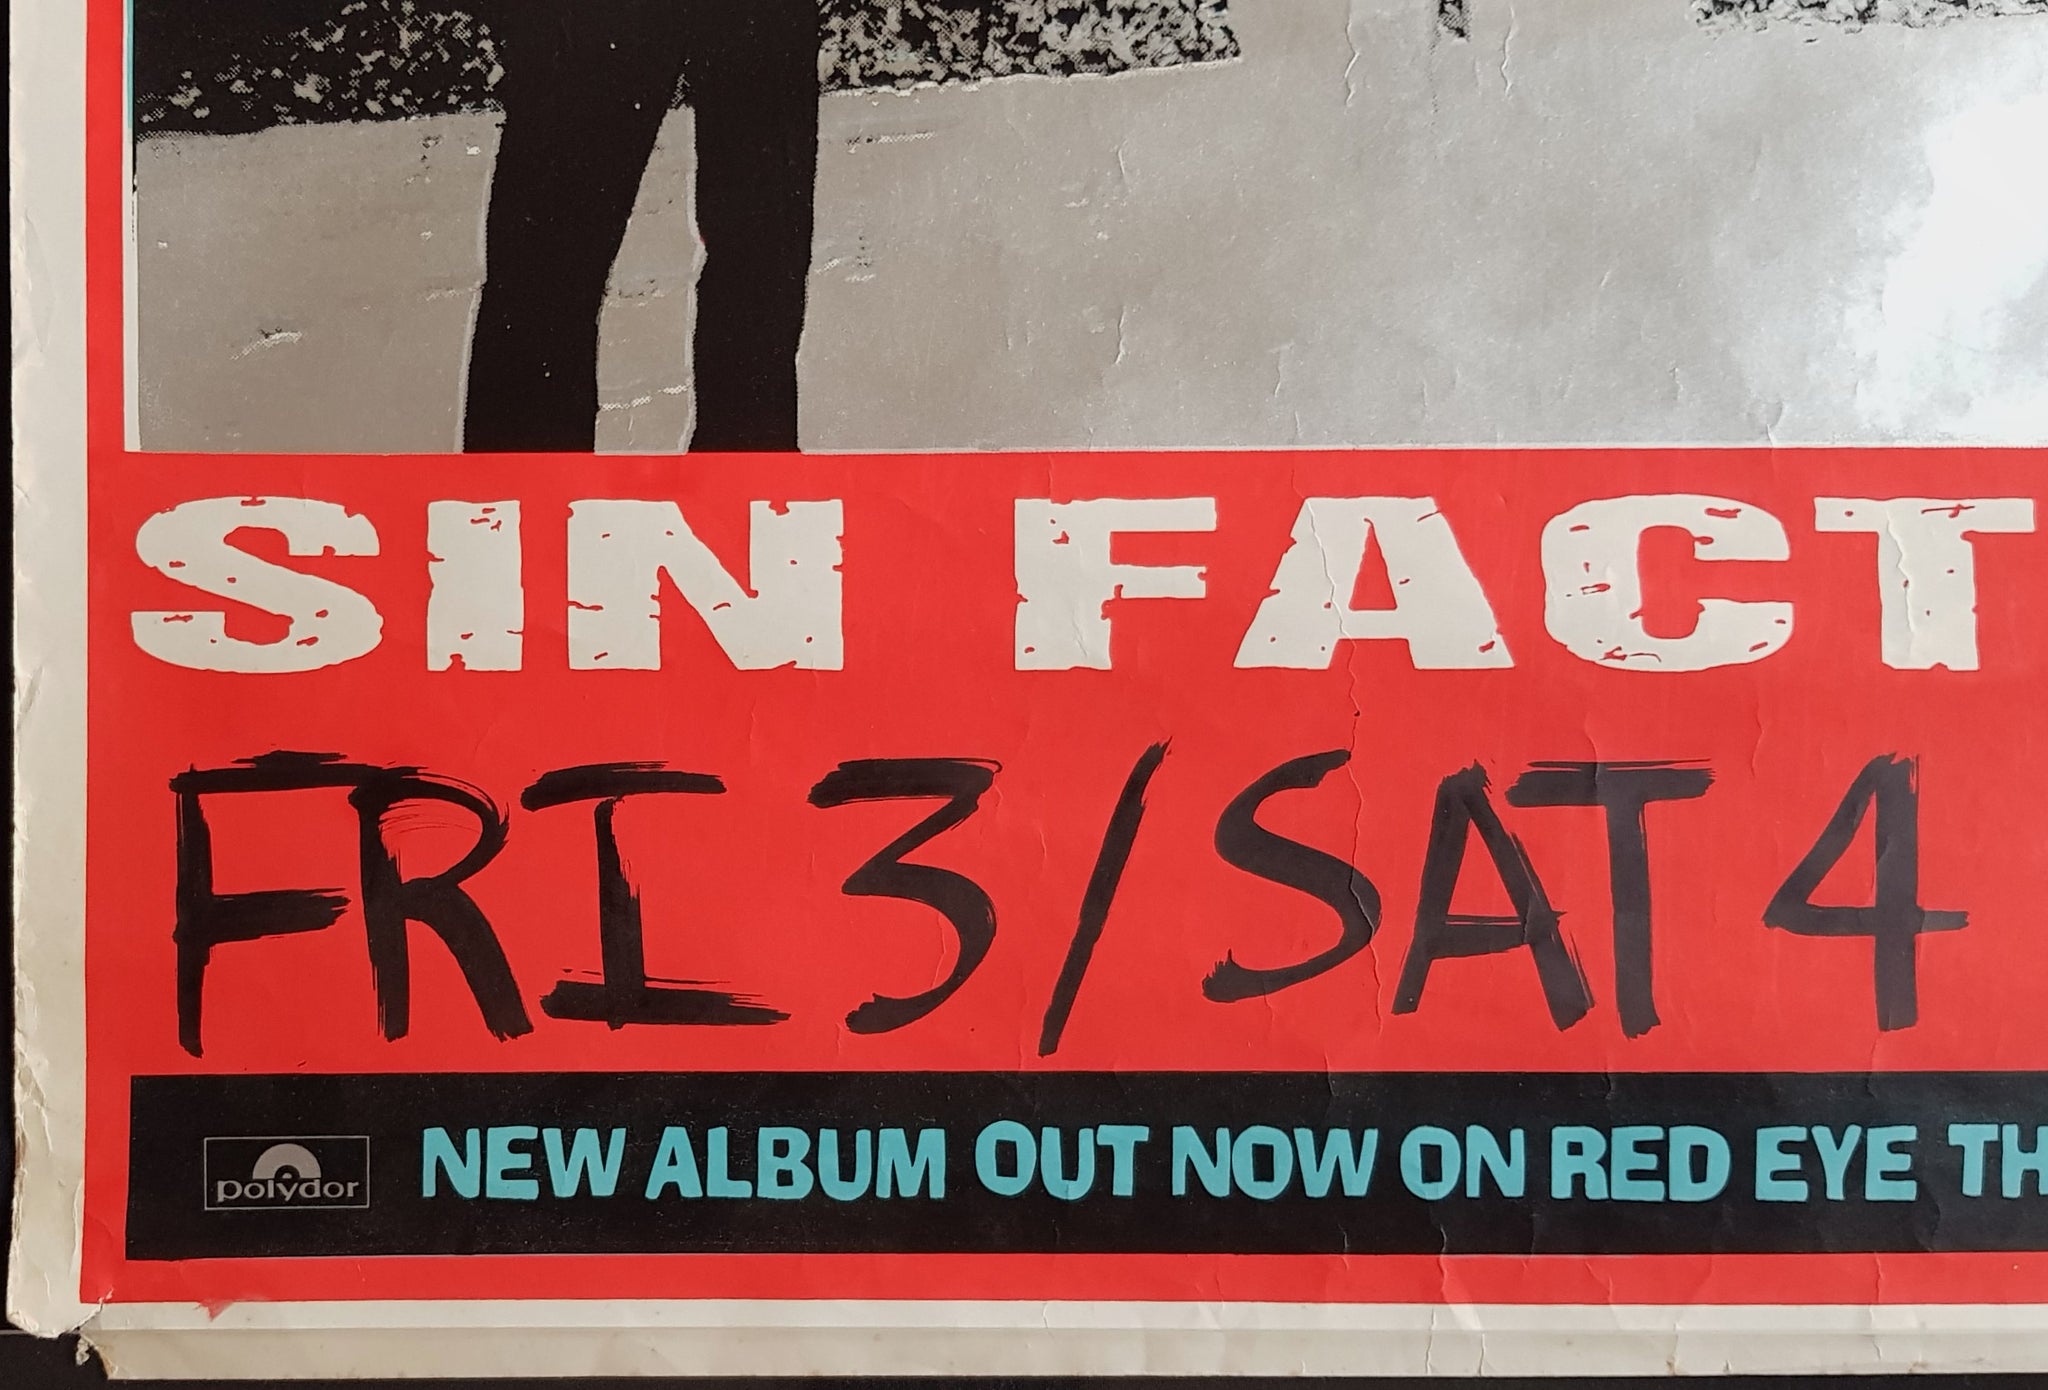 SIN FACT
FRI 3/SAT 4
polydor
NEW ALBUM OUT NOW ON RED EYE TH